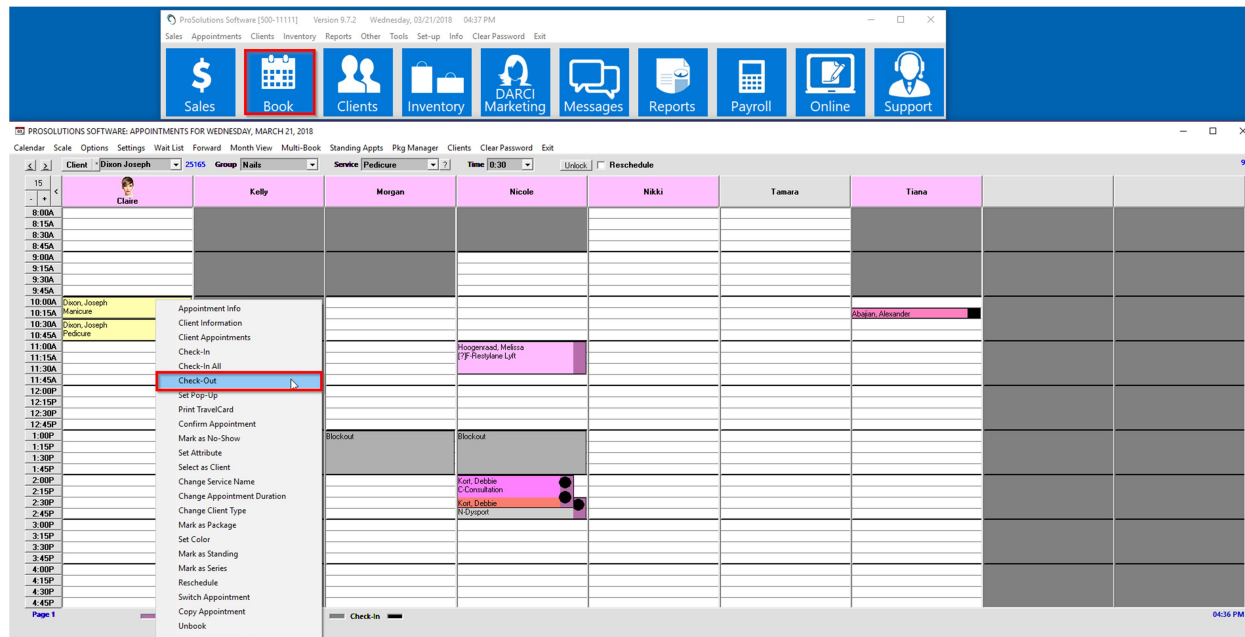 ProSolutions Software [500-11111] Version 9.7.2 Wednesday, 03/21/2018 04:37 PM
Sales Appointments Clients Inventory Reports Other Tools Set-up Info Clear Password Exit
Sales Book Clients Inventory DARCI Marketing Messages Reports Payroll Online Support
PROSOLUTIONS SOFTWARE: APPOINTMENTS FOR WEDNESDAY, MARCH 21, 2018
Calendar Scale Options Settings Wait List Forward Month View Multi-Book Standing Appts Pkg Manager Clients Clear Password Exit
< > Client * Dixon Joseph 25165 Group Nails Service Pedicure ? Time 0:30 Unlock Reschedule 9
15 <
- +
Claire Kelly Morgan Nicole Nikki Tamara Tiana
8:00A
8:15A
8:30A
8:45A
9:00A
9:15A
9:30A
9:45A
10:00A Dixon, Joseph
10:15A Manicure Abajian, Alexander
10:30A Dixon, Joseph
10:45A Pedicure
11:00A Hoogenraad, Melissa
11:15A [?]F-Restylane Lyft
11:30A
11:45A
12:00P
12:15P
12:30P
12:45P
1:00P Blockout Blockout
1:15P
1:30P
1:45P
2:00P Kort, Debbie
2:15P C-Consultation
2:30P Kort, Debbie
2:45P N-Dysport
3:00P
3:15P
3:30P
3:45P
4:00P
4:15P
4:30P
4:45P
Appointment Info
Client Information
Client Appointments
Check-In
Check-In All
Check-Out
Set Pop-Up
Print TravelCard
Confirm Appointment
Mark as No-Show
Set Attribute
Select as Client
Change Service Name
Change Appointment Duration
Change Client Type
Mark as Package
Set Color
Mark as Standing
Mark as Series
Reschedule
Switch Appointment
Copy Appointment
Unbook
Page 1 Check-In 04:36 PM